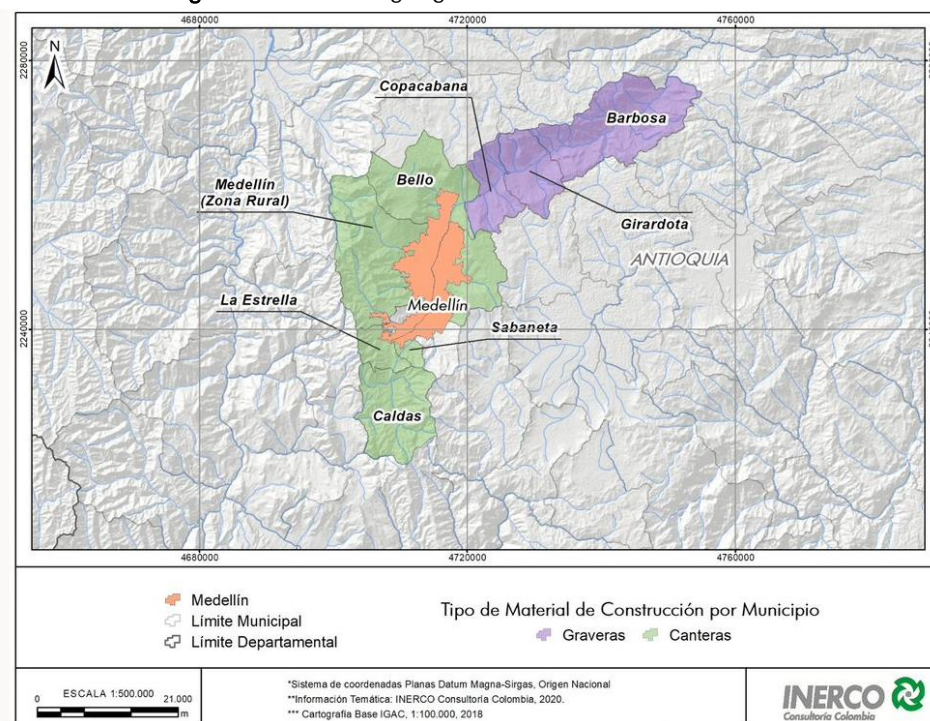 4680000
4720000
4760000
2280000
N
Copacabana
Barbosa
Bello
Medellín
(Zona Rural)
Girardota
ANTIOQUIA
La Estrella
Medellín
Sabaneta
2240000
Caldas
4680000
4720000
4760000
Medellín
Límite Municipal
Límite Departamental
Tipo de Material de Construcción por Municipio
Graveras
Canteras
ESCALA 1:500.000
0
21.000
m
*Sistema de coordenadas Planas Datum Magna-Sirgas, Origen Nacional
**Información Temática: INERCO Consultoría Colombia, 2020.
*** Cartografía Base IGAC, 1:100.000, 2018
INERCO
Consultoría Colombia